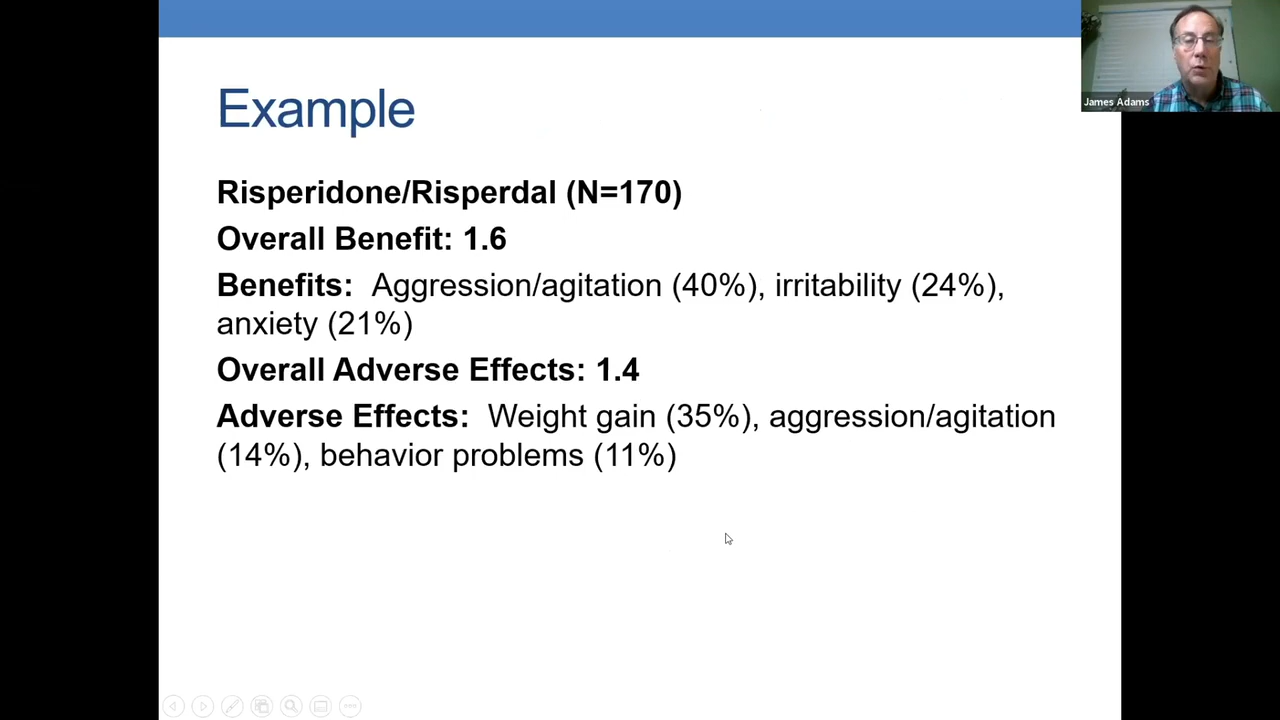 James Adams
Example
Risperidone/Risperdal (N=170)
Overall Benefit: 1.6
Benefits:  Aggression/agitation (40%), irritability (24%),
anxiety (21%)
Overall Adverse Effects: 1.4
Adverse Effects:  Weight gain (35%), aggression/agitation
(14%), behavior problems (11%)